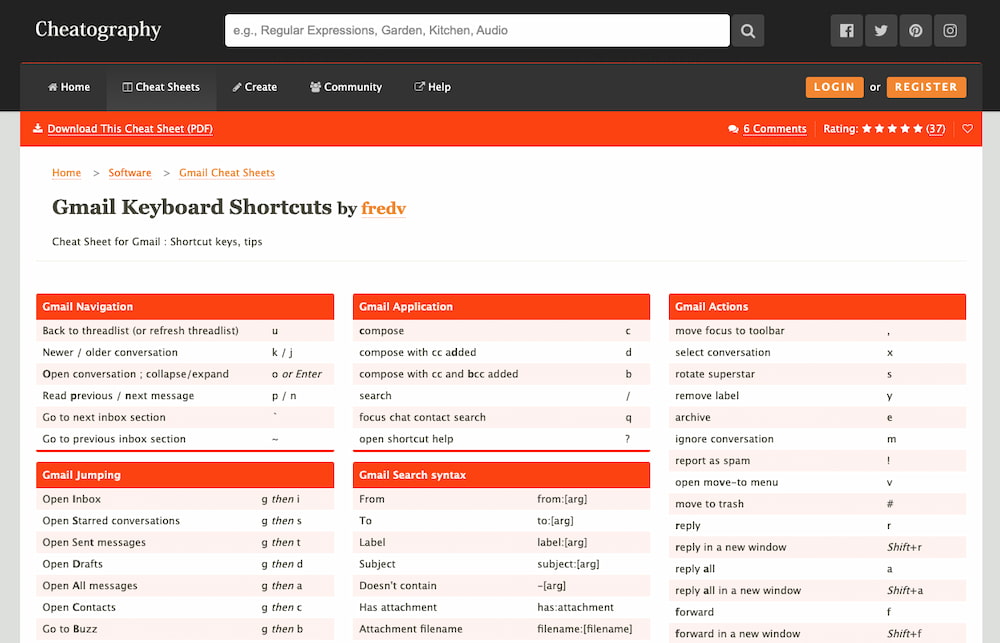 Cheatography
e.g., Regular Expressions, Garden, Kitchen, Audio
Home Cheat Sheets Create Community Help LOGIN or REGISTER
Download This Cheat Sheet (PDF) 6 Comments Rating: (37)
Home > Software > Gmail Cheat Sheets
Gmail Keyboard Shortcuts by fredv
Cheat Sheet for Gmail : Shortcut keys, tips
Gmail Navigation
Back to threadlist (or refresh threadlist) u
Newer / older conversation k / j
Open conversation ; collapse/expand o or Enter
Read previous / next message p / n
Go to next inbox section `
Go to previous inbox section ~
Gmail Jumping
Open Inbox g then i
Open Starred conversations g then s
Open Sent messages g then t
Open Drafts g then d
Open All messages g then a
Open Contacts g then c
Go to Buzz g then b
Gmail Application
compose c
compose with cc added d
compose with cc and bcc added b
search /
focus chat contact search q
open shortcut help ?
Gmail Search syntax
From from:[arg]
To to:[arg]
Label label:[arg]
Subject subject:[arg]
Doesn't contain -[arg]
Has attachment has:attachment
Attachment filename filename:[filename]
Gmail Actions
move focus to toolbar ,
select conversation x
rotate superstar s
remove label y
archive e
ignore conversation m
report as spam !
open move-to menu v
move to trash #
reply r
reply in a new window Shift+r
reply all a
reply all in a new window Shift+a
forward f
forward in a new window Shift+f